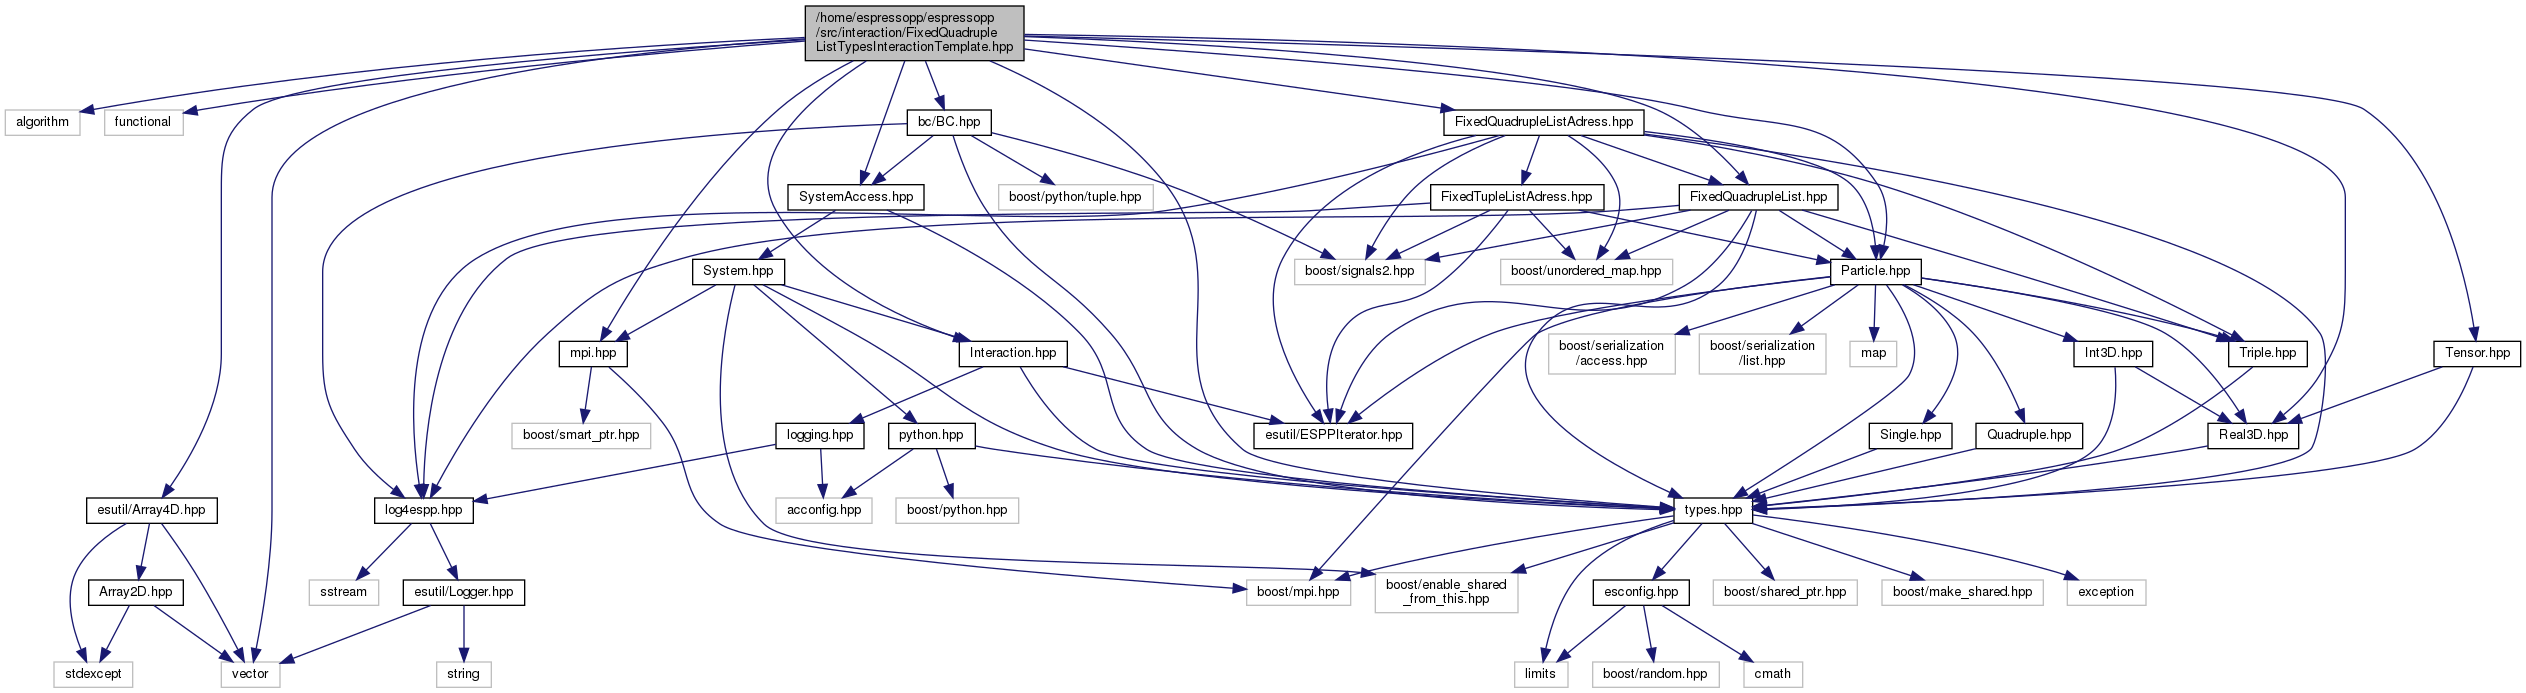 /home/espressopp/espressopp
/src/interaction/FixedQuadruple
ListTypesInteractionTemplate.hpp
algorithm
functional
bc/BC.hpp
FixedQuadrupleListAdress.hpp
SystemAccess.hpp
boost/python/tuple.hpp
FixedTupleListAdress.hpp
FixedQuadrupleList.hpp
System.hpp
boost/signals2.hpp
boost/unordered_map.hpp
Particle.hpp
mpi.hpp
Interaction.hpp
boost/serialization
/access.hpp
boost/serialization
/list.hpp
map
Int3D.hpp
Triple.hpp
Tensor.hpp
boost/smart_ptr.hpp
logging.hpp
python.hpp
esutil/ESPPIterator.hpp
Single.hpp
Quadruple.hpp
Real3D.hpp
esutil/Array4D.hpp
log4espp.hpp
acconfig.hpp
boost/python.hpp
types.hpp
Array2D.hpp
sstream
esutil/Logger.hpp
boost/mpi.hpp
boost/enable_shared
_from_this.hpp
esconfig.hpp
boost/shared_ptr.hpp
boost/make_shared.hpp
exception
stdexcept
vector
string
limits
boost/random.hpp
cmath